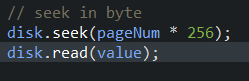 // seek in byte
disk.seek(pageNum * 256);
disk.read(value);